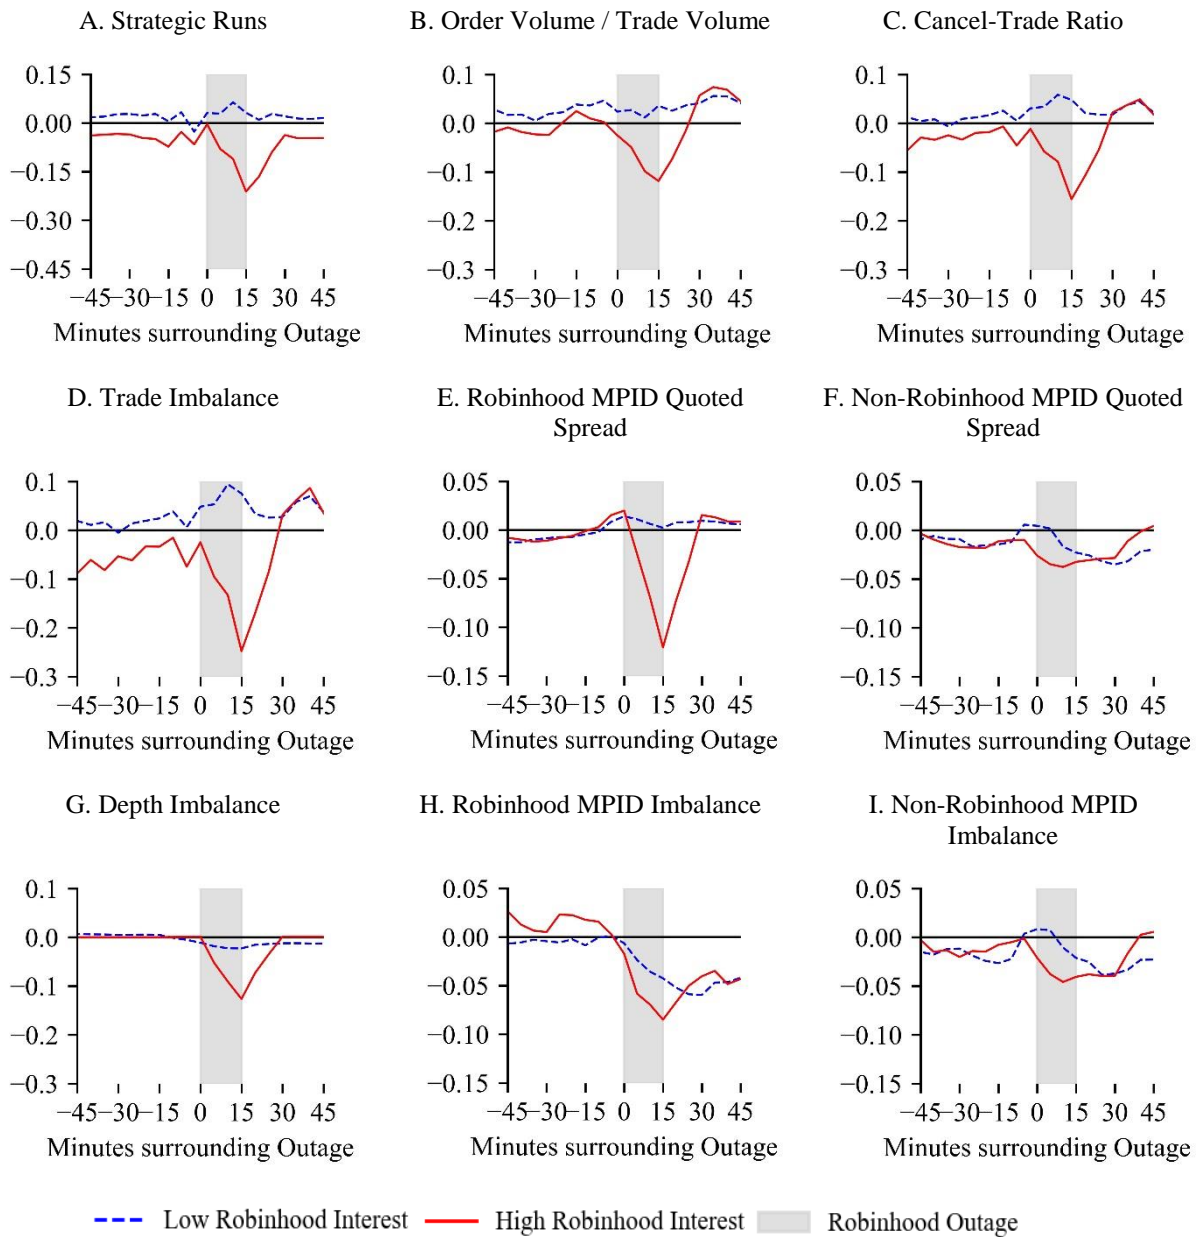 A. Strategic Runs
B. Order Volume / Trade Volume
C. Cancel-Trade Ratio
0.15
0.00
−0.15
−0.30
−0.45
−45−30−15 0 15 30 45
Minutes surrounding Outage
0.1
0.0
−0.1
−0.2
−0.3
−45−30−15 0 15 30 45
Minutes surrounding Outage
0.1
0.0
−0.1
−0.2
−0.3
−45−30−15 0 15 30 45
Minutes surrounding Outage
D. Trade Imbalance
E. Robinhood MPID Quoted
Spread
F. Non-Robinhood MPID Quoted
Spread
0.1
0.0
−0.1
−0.2
−0.3
−45−30−15 0 15 30 45
Minutes surrounding Outage
0.05
0.00
−0.05
−0.10
−0.15
−45−30−15 0 15 30 45
Minutes surrounding Outage
0.05
0.00
−0.05
−0.10
−0.15
−45−30−15 0 15 30 45
Minutes surrounding Outage
G. Depth Imbalance
H. Robinhood MPID Imbalance
I. Non-Robinhood MPID
Imbalance
0.1
0.0
−0.1
−0.2
−0.3
−45−30−15 0 15 30 45
Minutes surrounding Outage
0.05
0.00
−0.05
−0.10
−0.15
−45−30−15 0 15 30 45
Minutes surrounding Outage
0.05
0.00
−0.05
−0.10
−0.15
−45−30−15 0 15 30 45
Minutes surrounding Outage
Low Robinhood Interest
High Robinhood Interest
Robinhood Outage